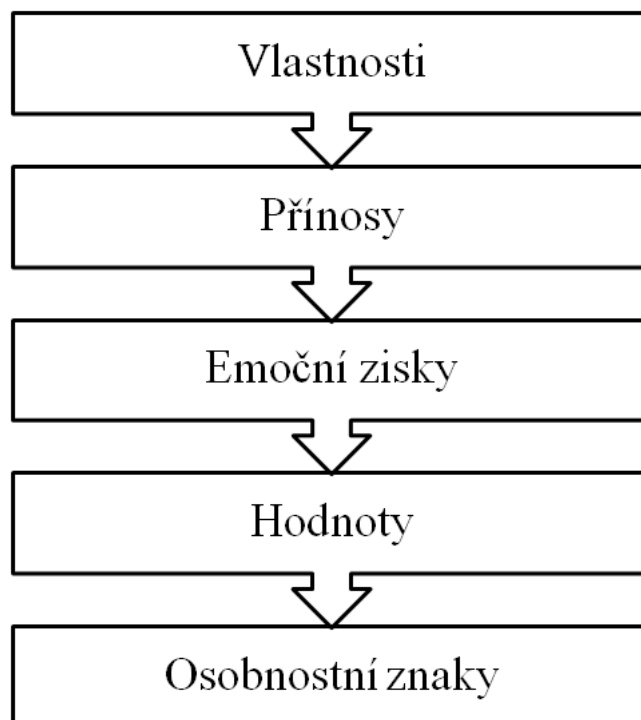 Vlastnosti
Přínosy
Emoční zisky
Hodnoty
Osobnostní znaky